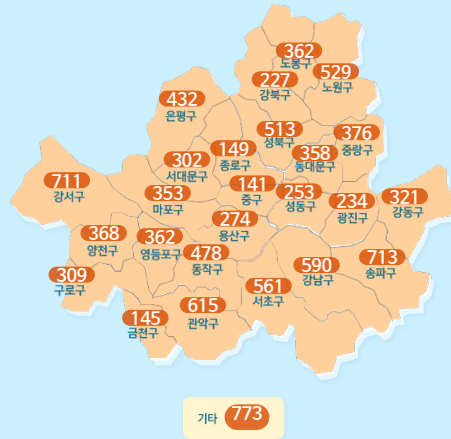 362
도봉구
529
노원구
227
강북구
432
은평구
513
성북구
376
중랑구
149
종로구
358
동대문구
302
서대문구
711
강서구
353
마포구
141
중구
253
성동구
234
광진구
321
강동구
274
용산구
368
양천구
362
영등포구
478
동작구
713
송파구
590
강남구
309
구로구
561
서초구
615
관악구
145
금천구
기타 773